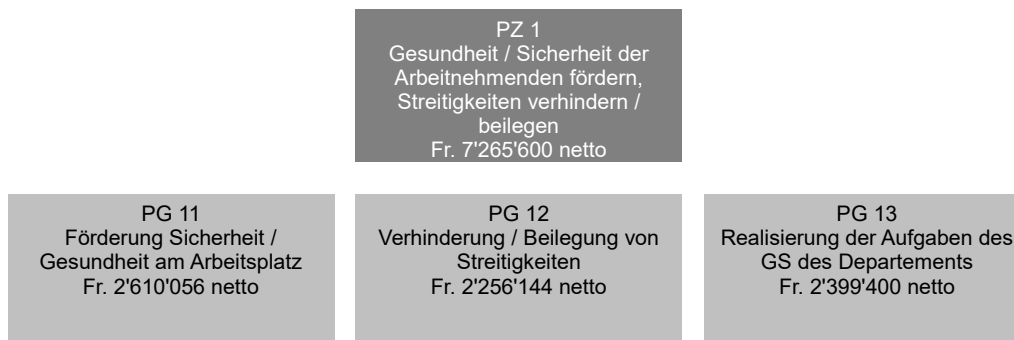 PZ 1
Gesundheit / Sicherheit der
Arbeitnehmenden fördern,
Streitigkeiten verhindern /
beilegen
Fr. 7'265'600 netto
PG 11
Förderung Sicherheit /
Gesundheit am Arbeitsplatz
Fr. 2'610'056 netto
PG 12
Verhinderung / Beilegung von
Streitigkeiten
Fr. 2'256'144 netto
PG 13
Realisierung der Aufgaben des
GS des Departements
Fr. 2'399'400 netto